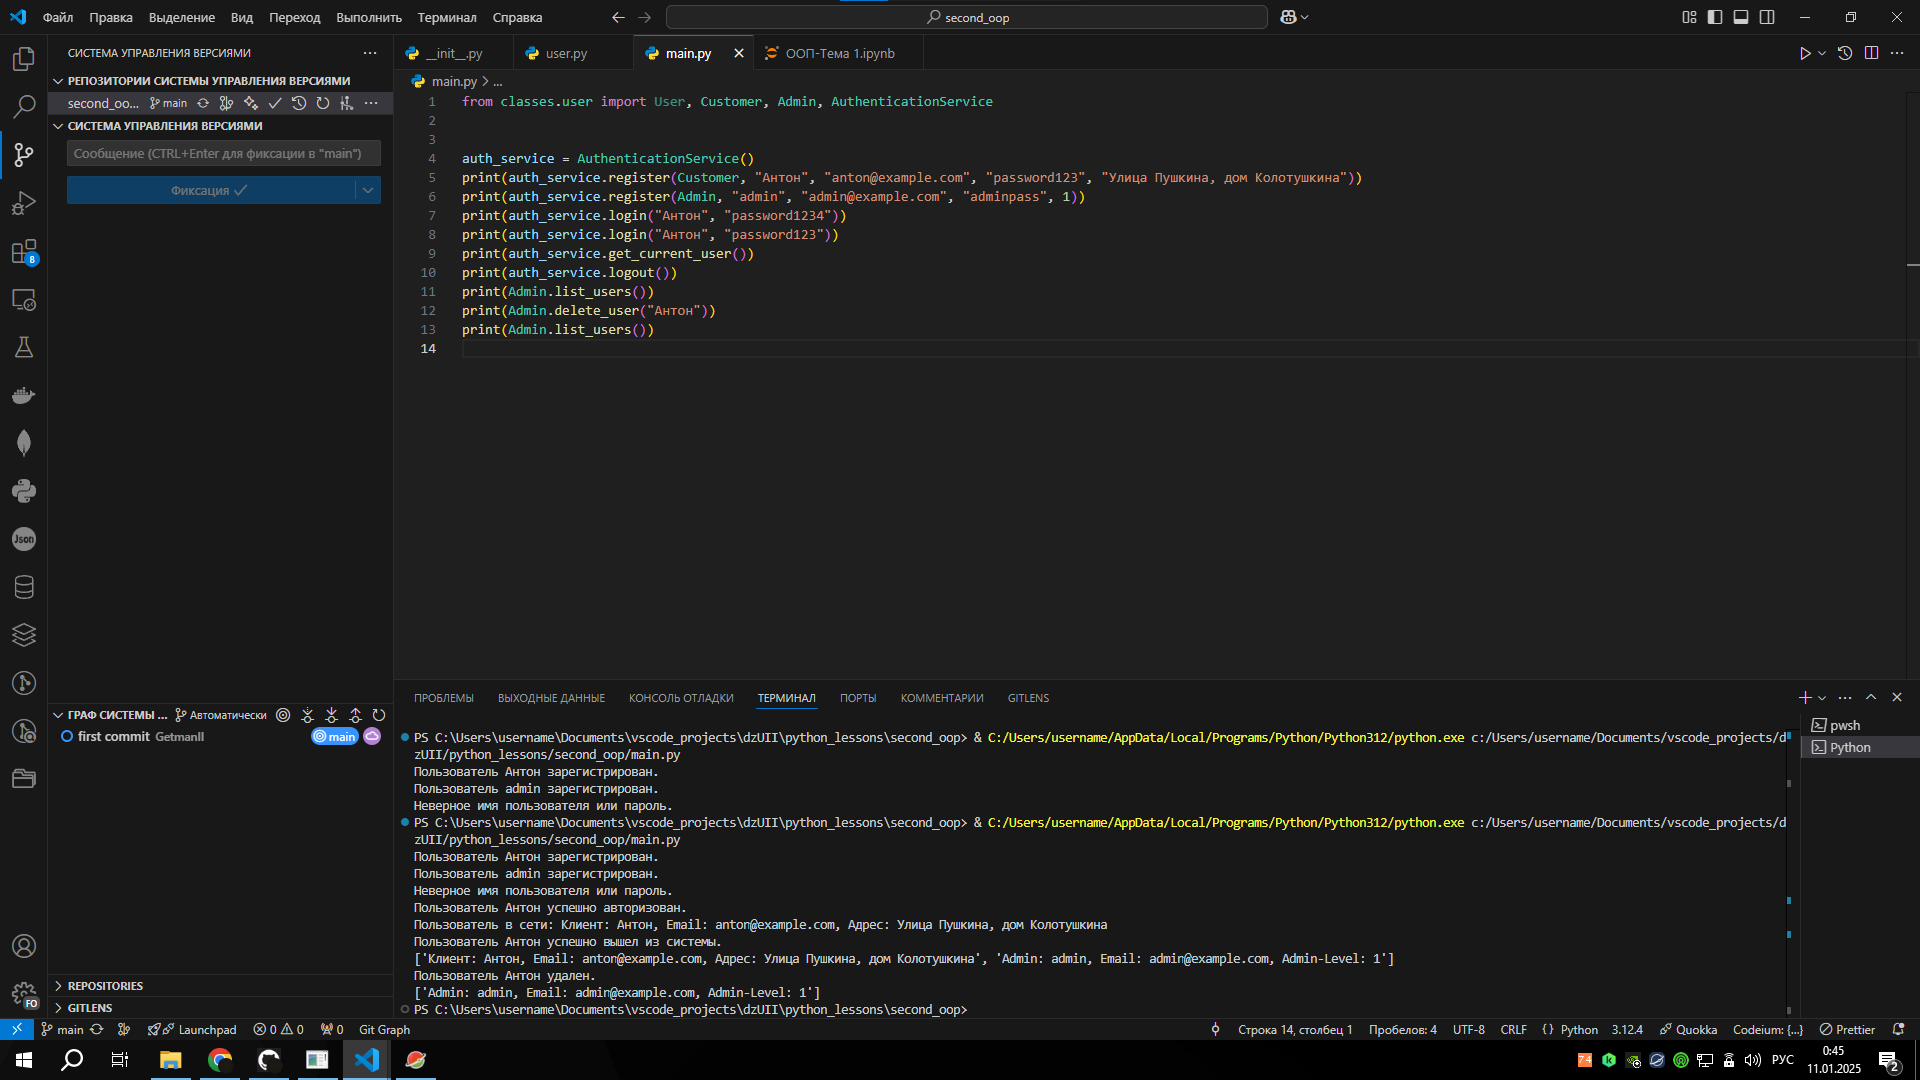 Файл Правка Выделение Вид Переход Выполнить Терминал Справка
second_oop
СИСТЕМА УПРАВЛЕНИЯ ВЕРСИЯМИ
РЕПОЗИТОРИИ СИСТЕМЫ УПРАВЛЕНИЯ ВЕРСИЯМИ
second_oo... main
СИСТЕМА УПРАВЛЕНИЯ ВЕРСИЯМИ
Сообщение (CTRL+Enter для фиксации в "main")
Фиксация
8
Json
ГРАФ СИСТЕМЫ ... Автоматически
first commit Getmanll main
REPOSITORIES
GITLENS
FO
__init__.py user.py main.py ООП-Тема 1.ipynb
main.py > ...
1 from classes.user import User, Customer, Admin, AuthenticationService
2
3
4 auth_service = AuthenticationService()
5 print(auth_service.register(Customer, "Антон", "anton@example.com", "password123", "Улица Пушкина, дом Колотушкина"))
6 print(auth_service.register(Admin, "admin", "admin@example.com", "adminpass", 1))
7 print(auth_service.login("Антон", "password1234"))
8 print(auth_service.login("Антон", "password123"))
9 print(auth_service.get_current_user())
10 print(auth_service.logout())
11 print(Admin.list_users())
12 print(Admin.delete_user("Антон"))
13 print(Admin.list_users())
14
ПРОБЛЕМЫ ВЫХОДНЫЕ ДАННЫЕ КОНСОЛЬ ОТЛАДКИ ТЕРМИНАЛ ПОРТЫ КОММЕНТАРИИ GITLENS
pwsh
Python
PS C:\Users\username\Documents\vscode_projects\dzUII\python_lessons\second_oop> & C:/Users/username/AppData/Local/Programs/Python/Python312/python.exe c:/Users/username/Documents/vscode_projects/d
zUII/python_lessons/second_oop/main.py
Пользователь Антон зарегистрирован.
Пользователь admin зарегистрирован.
Неверное имя пользователя или пароль.
PS C:\Users\username\Documents\vscode_projects\dzUII\python_lessons\second_oop> & C:/Users/username/AppData/Local/Programs/Python/Python312/python.exe c:/Users/username/Documents/vscode_projects/d
zUII/python_lessons/second_oop/main.py
Пользователь Антон зарегистрирован.
Пользователь admin зарегистрирован.
Неверное имя пользователя или пароль.
Пользователь Антон успешно авторизован.
Пользователь в сети: Клиент: Антон, Email: anton@example.com, Адрес: Улица Пушкина, дом Колотушкина
Пользователь Антон успешно вышел из системы.
['Клиент: Антон, Email: anton@example.com, Адрес: Улица Пушкина, дом Колотушкина', 'Admin: admin, Email: admin@example.com, Admin-Level: 1']
Пользователь Антон удален.
['Admin: admin, Email: admin@example.com, Admin-Level: 1']
PS C:\Users\username\Documents\vscode_projects\dzUII\python_lessons\second_oop>
main Launchpad 0 0 0 Git Graph Строка 14, столбец 1 Пробелов: 4 UTF-8 CRLF {} Python 3.12.4 Quokka Codeium: {...} Prettier
74 РУС 0:45
11.01.2025 2